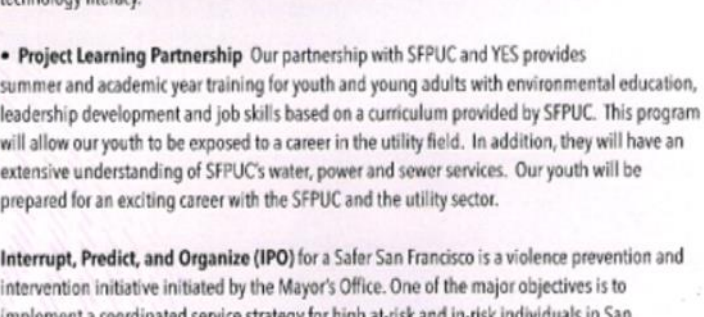 technology literacy.
• Project Learning Partnership Our partnership with SFPUC and YES provides
summer and academic year training for youth and young adults with environmental education,
leadership development and job skills based on a curriculum provided by SFPUC. This program
will allow our youth to be exposed to a career in the utility field. In addition, they will have an
extensive understanding of SFPUC's water, power and sewer services. Our youth will be
prepared for an exciting career with the SFPUC and the utility sector.
Interrupt, Predict, and Organize (IPO) for a Safer San Francisco is a violence prevention and
intervention initiative initiated by the Mayor's Office. One of the major objectives is to
implement a coordinated service strategy for high at-risk and in-risk individuals in San